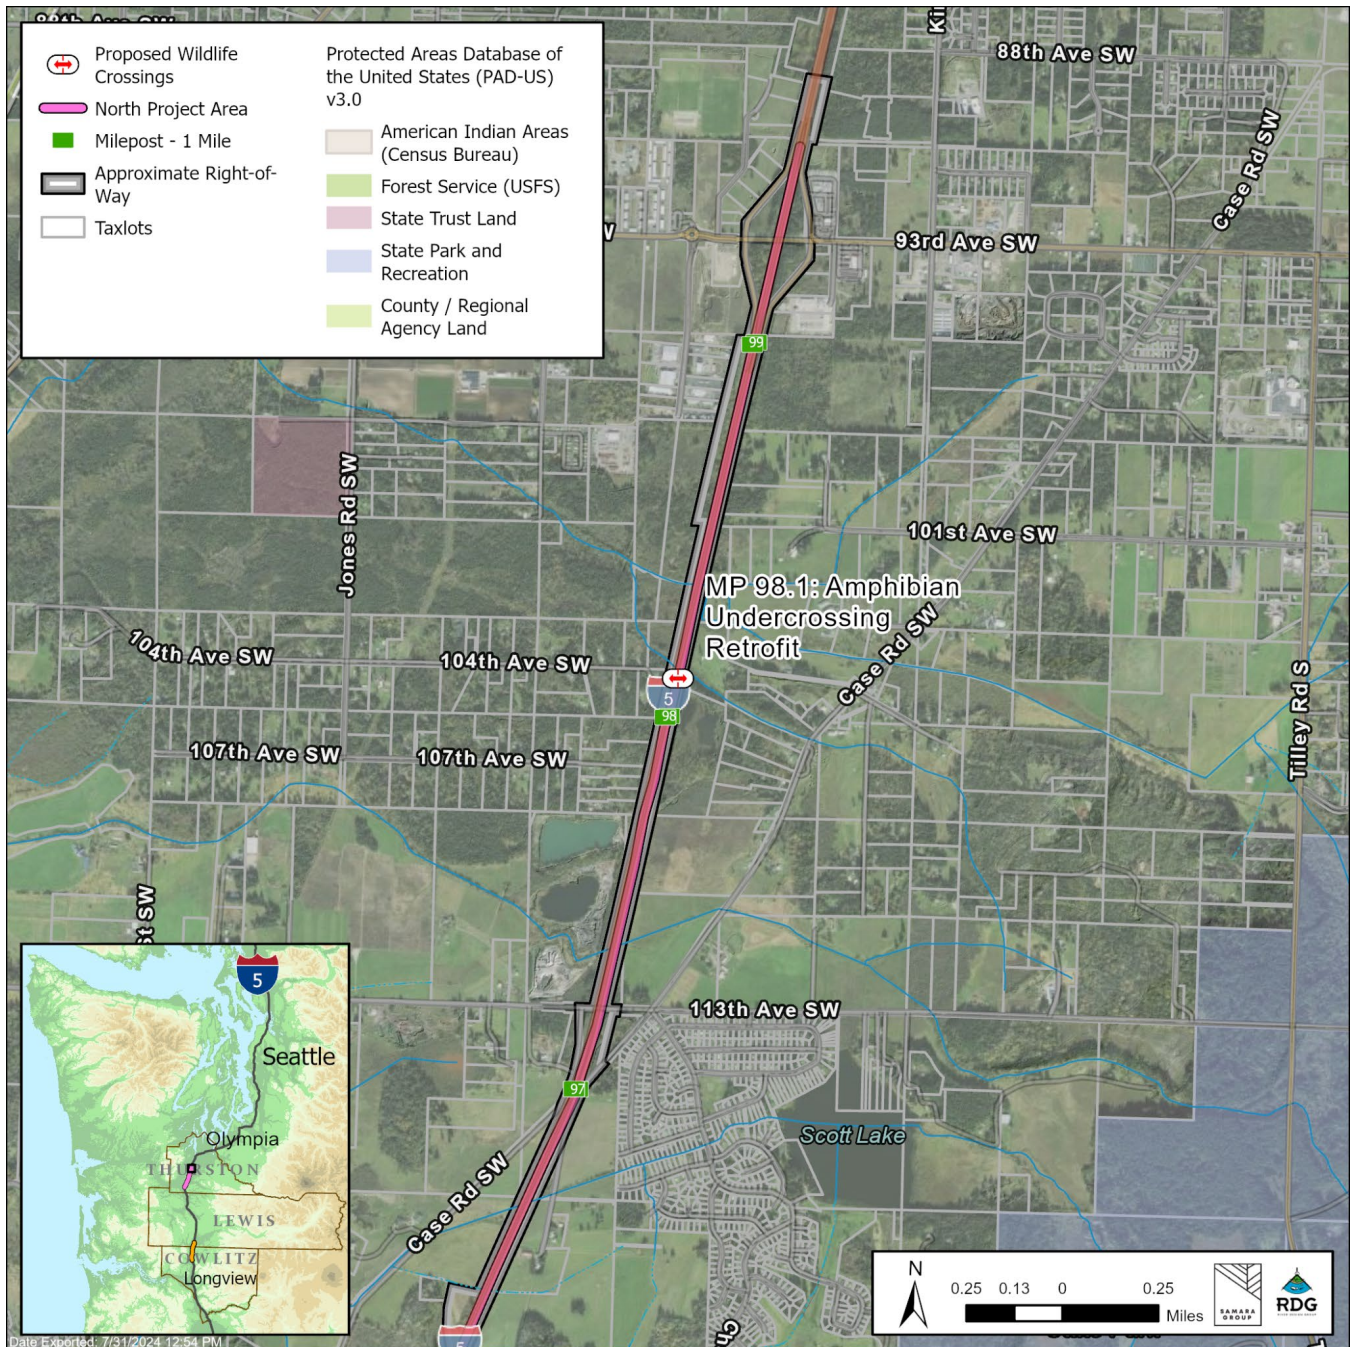 88th Ave SW
Proposed Wildlife
Crossings
North Project Area
Milepost - 1 Mile
Approximate Right-of-
Way
Taxlots
Protected Areas Database of
the United States (PAD-US)
v3.0
American Indian Areas
(Census Bureau)
Forest Service (USFS)
State Trust Land
State Park and
Recreation
County / Regional
Agency Land
Case Rd SW
93rd Ave SW
99
Jones Rd SW
101st Ave SW
MP 98.1: Amphibian
Undercrossing
Retrofit
104th Ave SW
104th Ave SW
Case Rd SW
5
98
Tilley Rd S
107th Ave SW
107th Ave SW
St SW
113th Ave SW
97
Scott Lake
Case Rd SW
5
Seattle
Olympia
THURSTON
LEWIS
COWLITZ
Longview
N
0.25 0.13 0 0.25
Miles
SAMARA
GROUP
RDG
Date Exported: 7/31/2024 12:54 PM